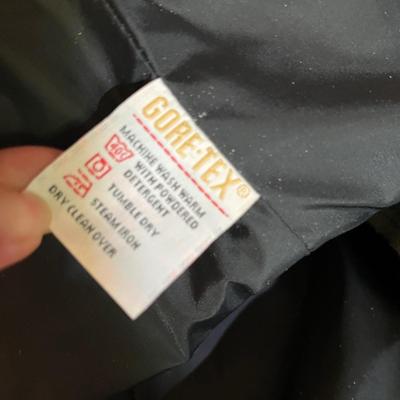 GORE-TEX®
MACHINE WASH WARM
WITH POWDERED
DETERGENT
TUMBLE DRY
STEAM IRON
DRY CLEAN OVER